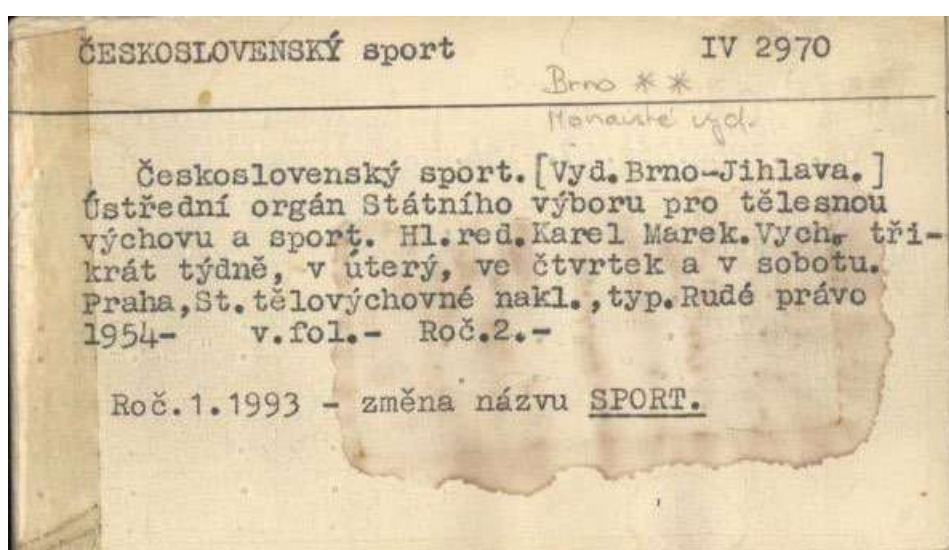 ČESKOSLOVENSKÝ sport IV 2970
Brno * *
Československý sport.[Vyd.Brno-Jihlava.]
Ústřední orgán Státního výboru pro tělesnou
výchovu a sport. Hl.red.Karel Marek.Vych. tři-
krát týdně, v úterý, ve čtvrtek a v sobotu.
Praha,St.tělovýchovné nakl.,typ.Rudé právo
1954- v.fol.- Roč.2.-
Roč.1.1993 - změna názvu SPORT.